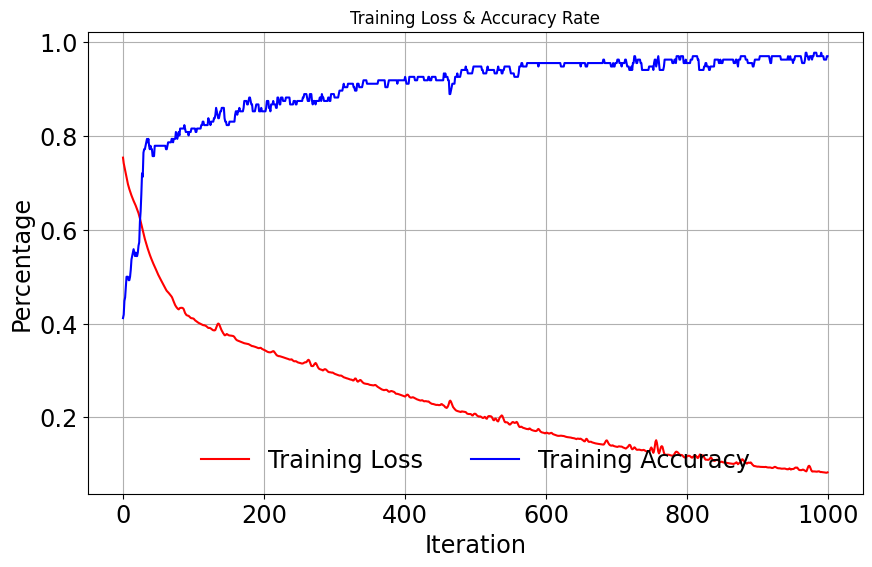 Training Loss & Accuracy Rate
Percentage
1.0
0.8
0.6
0.4
0.2
Training Loss
Training Accuracy
0
200
400
600
800
1000
Iteration